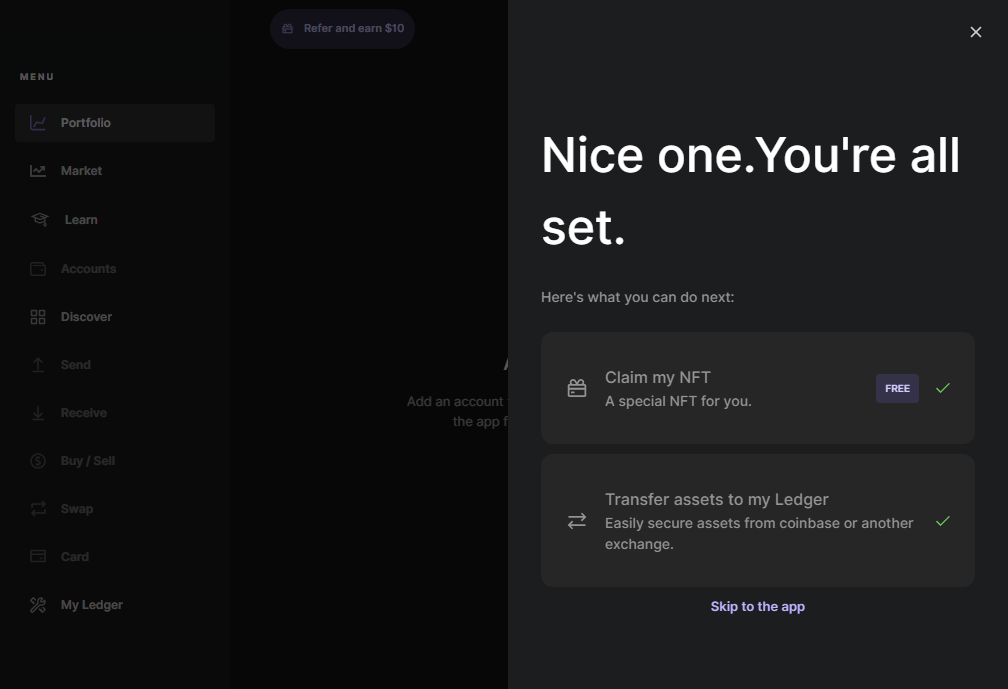 Refer and earn $10
MENU
Portfolio
Market
Learn
Accounts
Discover
Send
Receive
Buy / Sell
Swap
Card
My Ledger
Add an account
the app
Nice one.You're all
set.
Here's what you can do next:
Claim my NFT
A special NFT for you.
FREE
Transfer assets to my Ledger
Easily secure assets from coinbase or another
exchange.
Skip to the app